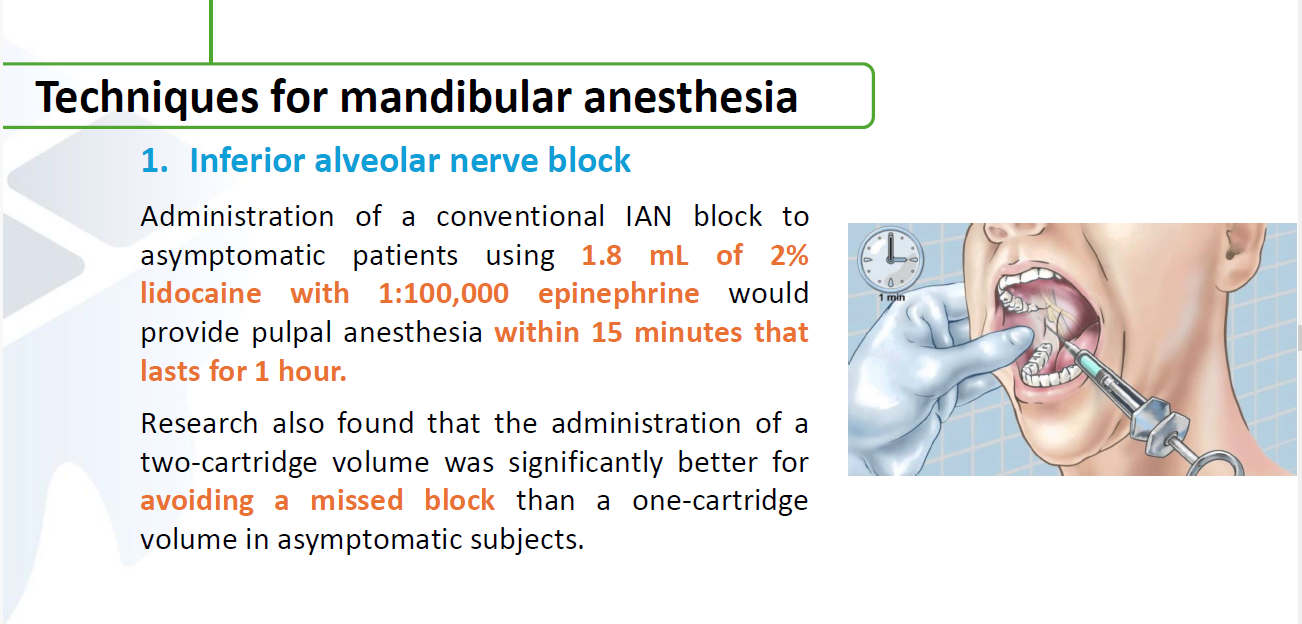 Techniques for mandibular anesthesia
1. Inferior alveolar nerve block
Administration of a conventional IAN block to
asymptomatic patients using 1.8 mL of 2%
lidocaine with 1:100,000 epinephrine would
provide pulpal anesthesia within 15 minutes that
lasts for 1 hour.
Research also found that the administration of a
two-cartridge volume was significantly better for
avoiding a missed block than a one-cartridge
volume in asymptomatic subjects.
1 min